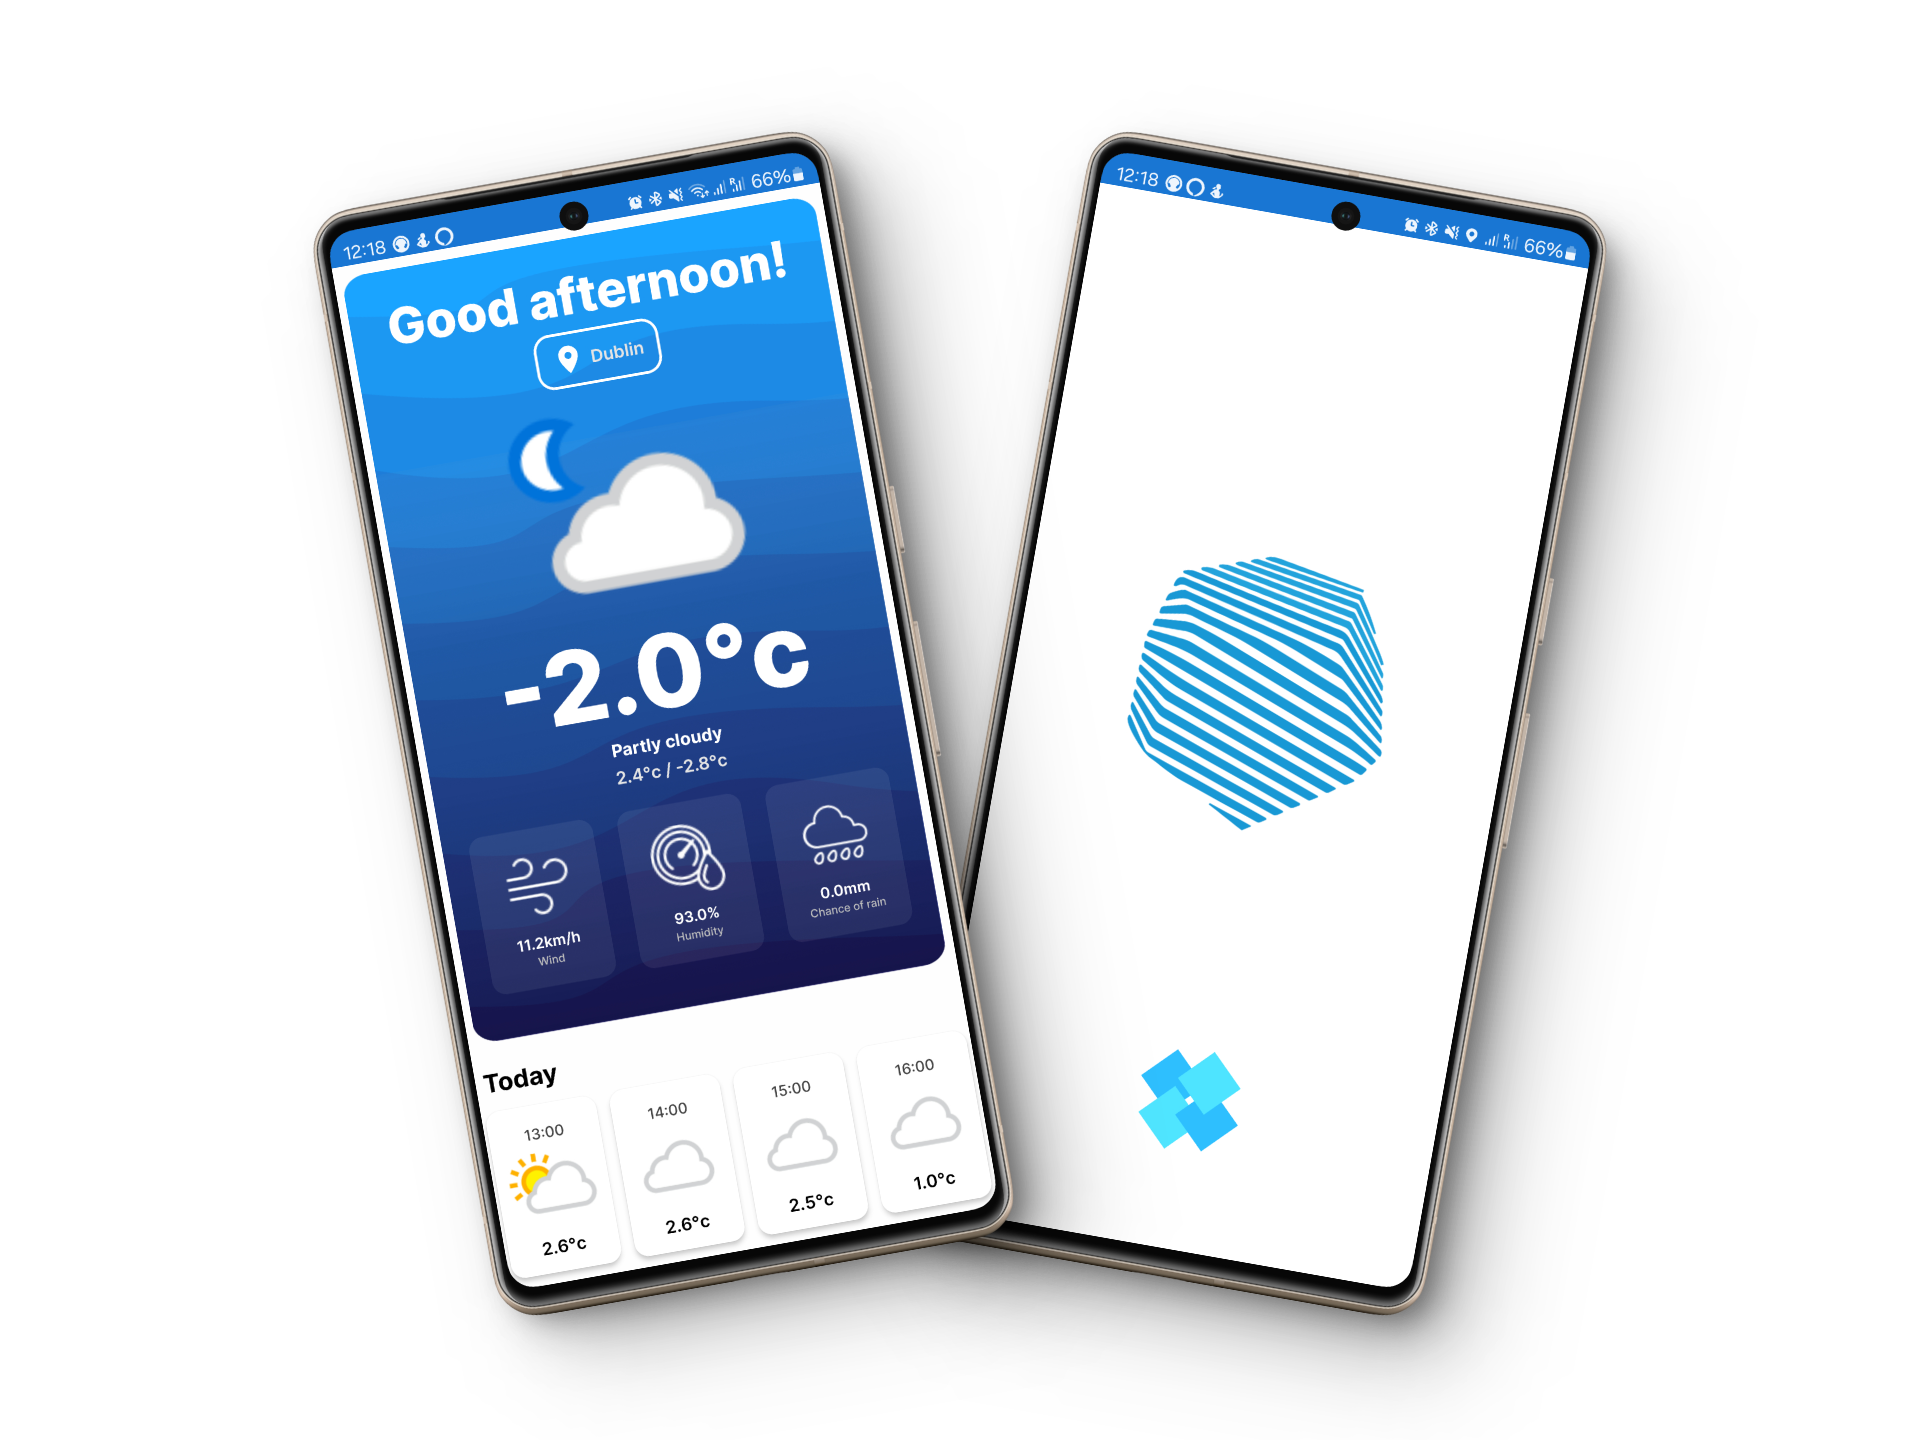 12:18 66%
Good afternoon!
Dublin
-2.0°c
Partly cloudy
2.4°c / -2.8°c
11.2km/h
Wind
93.0%
Humidity
0.0mm
Chance of rain
Today
13:00
2.6°c
14:00
2.6°c
15:00
2.5°c
16:00
1.0°c
12:18 R 66%